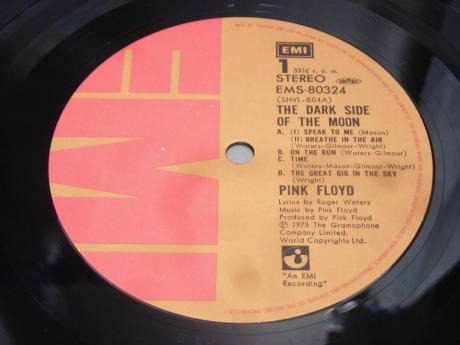 EMI
EMI
1 33⅓ r.p.m.
STEREO
EMS-80324
(SHVL-804A)
THE DARK SIDE
OF THE MOON
A. (I) SPEAK TO ME (Mason)
(II) BREATHE IN THE AIR
(Waters-Gilmour-Wright)
B. ON THE RUN (Waters-Gilmour)
C. TIME
(Waters-Mason-Gilmour-Wright)
D. THE GREAT GIG IN THE SKY
(Wright)
PINK FLOYD
Lyrics by Roger Waters
Music by Pink Floyd
Produced by Pink Floyd
℗ 1973 The Gramophone
Company Limited.
World Copyrights Ltd.
"An EMI
Recording"